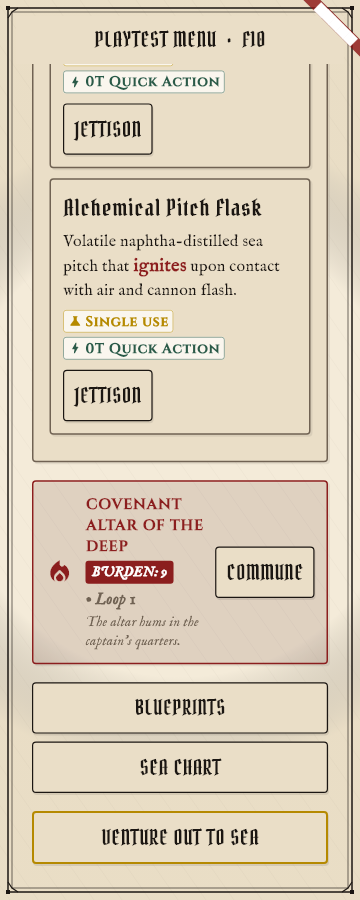 PLAYTEST MENU · F10
0T QUICK ACTION
JETTISON
Alchemical Pitch Flask
Volatile naphtha-distilled sea
pitch that ignites upon contact
with air and cannon flash.
SINGLE USE
0T QUICK ACTION
JETTISON
COVENANT
ALTAR OF THE
DEEP
BURDEN: 9
• Loop 1
The altar hums in the
captain's quarters.
COMMUNE
BLUEPRINTS
SEA CHART
VENTURE OUT TO SEA